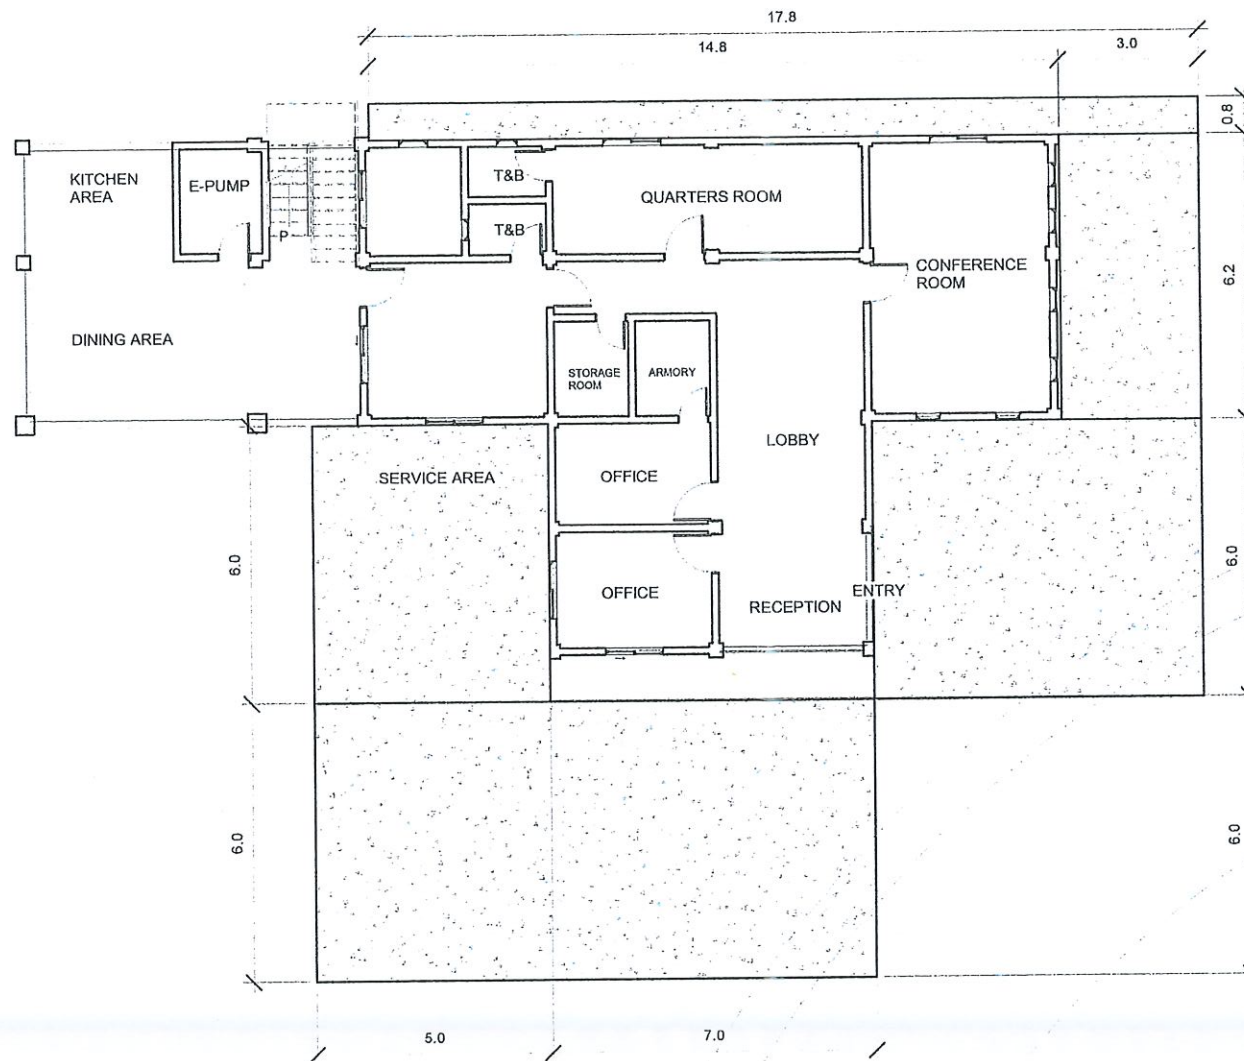 17.8
14.8
3.0
0.8
KITCHEN
AREA
E-PUMP
P
T&B
T&B
QUARTERS ROOM
CONFERENCE
ROOM
6.2
DINING AREA
STORAGE
ROOM
ARMORY
LOBBY
SERVICE AREA
OFFICE
6.0
6.0
OFFICE
RECEPTION
ENTRY
6.0
6.0
5.0
7.0